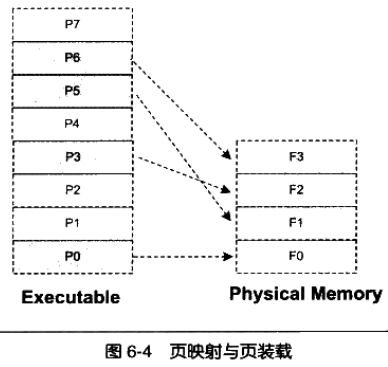 P7
P6
P5
P4
P3
P2
P1
P0
Executable
F3
F2
F1
F0
Physical Memory
图 6-4 页映射与页装载